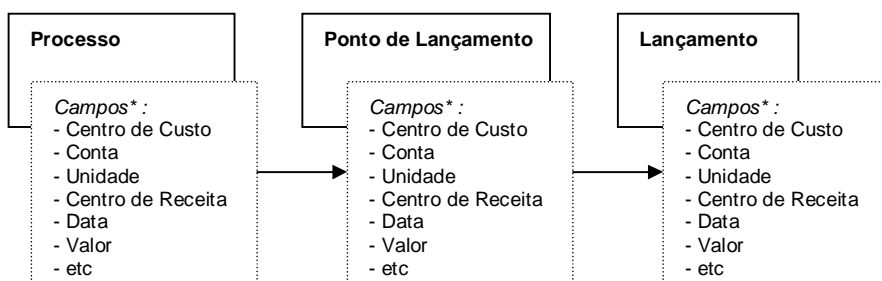 Processo
Campos* :
- Centro de Custo
- Conta
- Unidade
- Centro de Receita
- Data
- Valor
- etc
Ponto de Lançamento
Campos* :
- Centro de Custo
- Conta
- Unidade
- Centro de Receita
- Data
- Valor
- etc
Lançamento
Campos* :
- Centro de Custo
- Conta
- Unidade
- Centro de Receita
- Data
- Valor
- etc